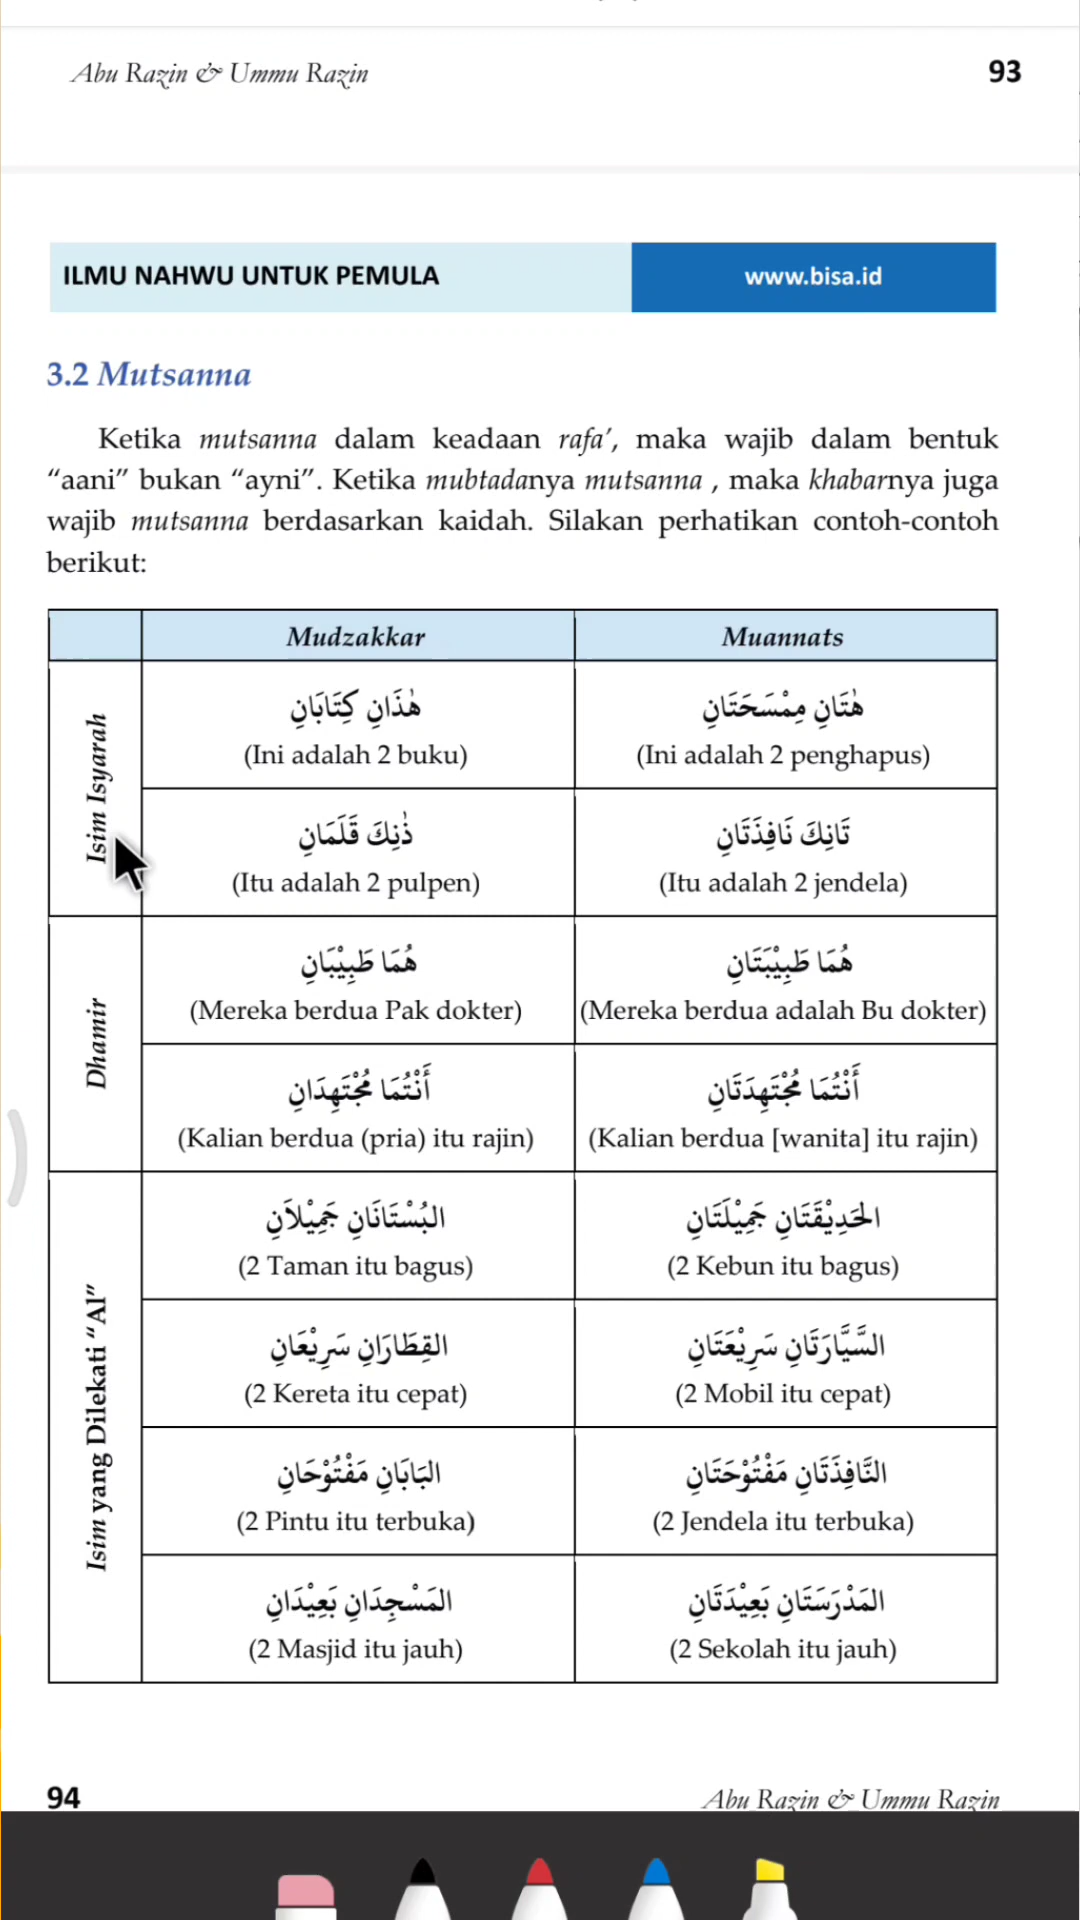 Abu Razin & Ummu Razin 93
ILMU NAHWU UNTUK PEMULA www.bisa.id
3.2 Mutsanna
Ketika mutsanna dalam keadaan rafa’, maka wajib dalam bentuk
“aani” bukan “ayni”. Ketika mubtadanya mutsanna , maka khabarnya juga
wajib mutsanna berdasarkan kaidah. Silakan perhatikan contoh-contoh
berikut:
Mudzakkar Muannats
Isim Isyarah
هٰذَانِ كِتَابَانِ
(Ini adalah 2 buku)
هٰتَانِ مِمْسَحَتَانِ
(Ini adalah 2 penghapus)
ذٰنِكَ قَلَمَانِ
(Itu adalah 2 pulpen)
تَانِكَ نَافِذَتَانِ
(Itu adalah 2 jendela)
Dhamir
هُمَا طَبِيْبَانِ
(Mereka berdua Pak dokter)
هُمَا طَبِيْبَتَانِ
(Mereka berdua adalah Bu dokter)
أَنْتُمَا مُجْتَهِدَانِ
(Kalian berdua (pria) itu rajin)
أَنْتُمَا مُجْتَهِدَتَانِ
(Kalian berdua [wanita] itu rajin)
Isim yang Dilekati “Al”
البُسْتَانَانِ جَمِيْلاَنِ
(2 Taman itu bagus)
الحَدِيْقَتَانِ جَمِيْلَتَانِ
(2 Kebun itu bagus)
القِطَارَانِ سَرِيْعَانِ
(2 Kereta itu cepat)
السَّيَّارَتَانِ سَرِيْعَتَانِ
(2 Mobil itu cepat)
البَابَانِ مَفْتُوْحَانِ
(2 Pintu itu terbuka)
النَّافِذَتَانِ مَفْتُوْحَتَانِ
(2 Jendela itu terbuka)
المَسْجِدَانِ بَعِيْدَانِ
(2 Masjid itu jauh)
المَدْرَسَتَانِ بَعِيْدَتَانِ
(2 Sekolah itu jauh)
94 Abu Razin & Ummu Razin